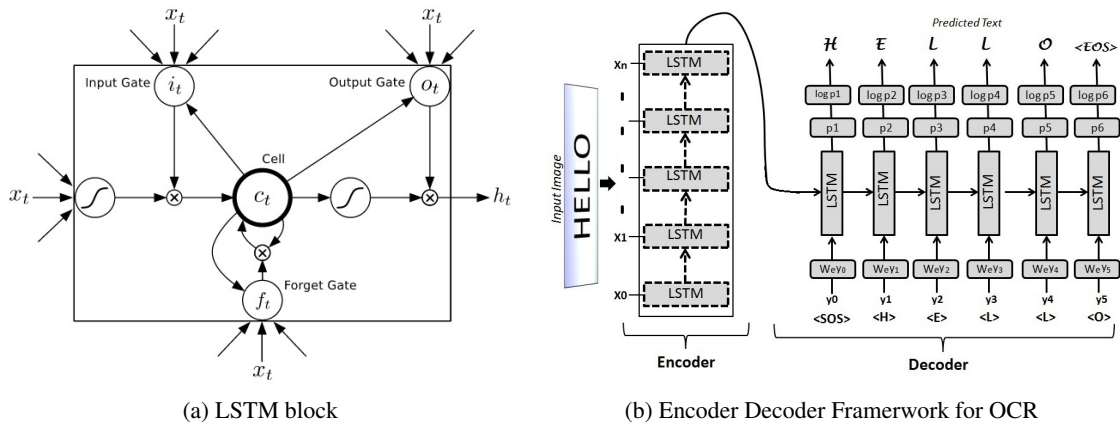 x_t x_t
Input Gate i_t Output Gate o_t
Cell
x_t c_t h_t
Forget Gate
f_t
x_t
(a) LSTM block
Input Image
HELLO
Xn LSTM
LSTM
LSTM
X1 LSTM
X0 LSTM
Encoder
Predicted Text
H E L L O <EOS>
log p1 log p2 log p3 log p4 log p5 log p6
p1 p2 p3 p4 p5 p6
LSTM LSTM LSTM LSTM LSTM LSTM
Wey0 Wey1 Wey2 Wey3 Wey4 Wey5
y0 y1 y2 y3 y4 y5
<SOS> <H> <E> <L> <L> <O>
Decoder
(b) Encoder Decoder Framerwork for OCR